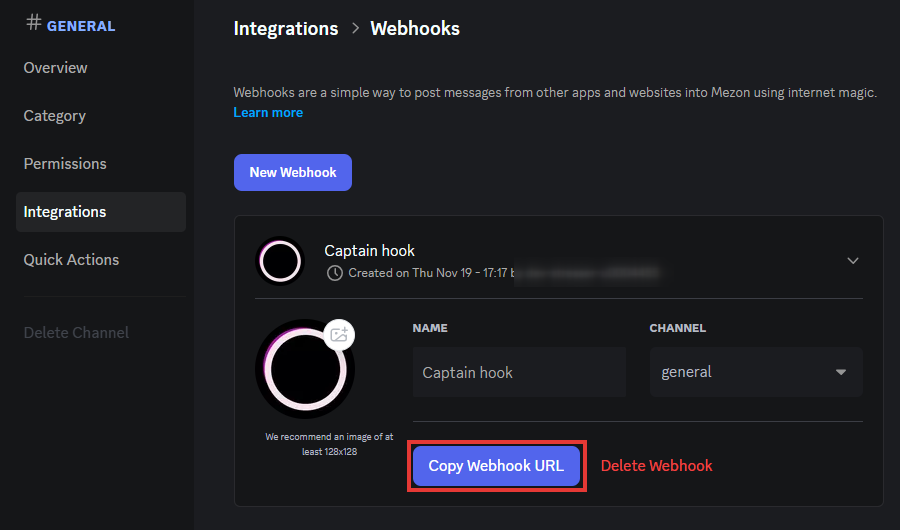 # GENERAL
Overview
Category
Permissions
Integrations
Quick Actions
Delete Channel
Integrations > Webhooks
Webhooks are a simple way to post messages from other apps and websites into Mezon using internet magic.
Learn more
New Webhook
Captain hook
Created on Thu Nov 19 - 17:17
NAME
CHANNEL
Captain hook
general
We recommend an image of at
least 128x128
Copy Webhook URL
Delete Webhook